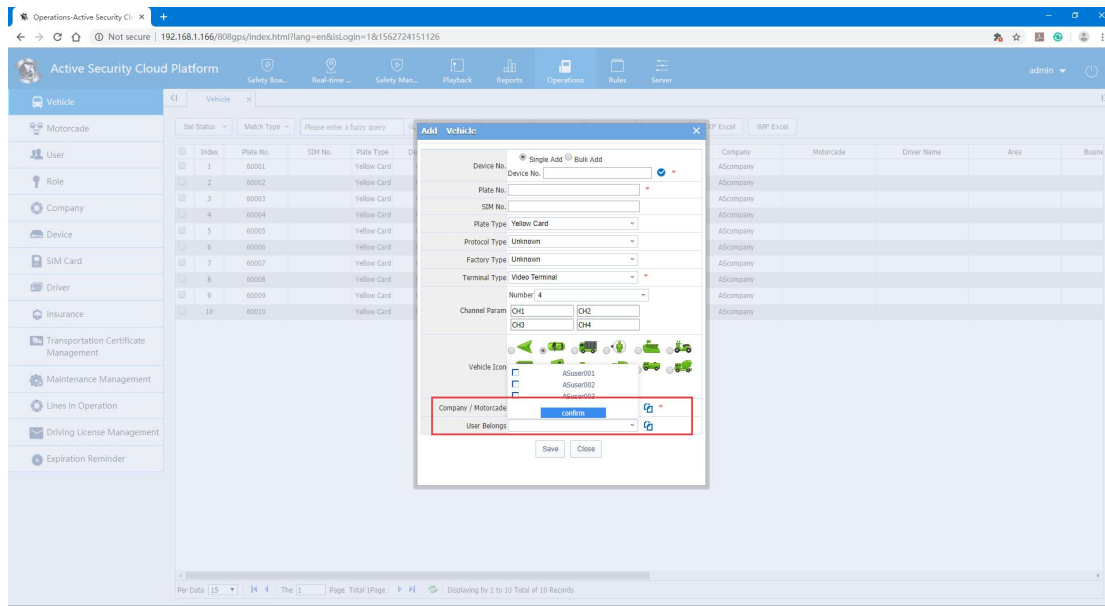 Operations-Active Security Clo
Not secure | 192.168.1.166/808gps/index.html?lang=en&isLogin=1&1562724151126
Active Security Cloud Platform
Safety Boa...
Real-time ...
Safety Man...
Playback
Reports
Operations
Rules
Server
admin
Vehicle
Motorcade
User
Role
Company
Device
SIM Card
Driver
Insurance
Transportation Certificate
Management
Maintenance Management
Lines in Operation
Driving License Management
Expiration Reminder
Vehicle
Sel Status Match Type Please enter a fuzzy query
IMP Excel
Index Plate No. SIM No. Plate Type Company Motorcade Driver Name Area
1 60001 Yellow Card AScompany
2 60002 Yellow Card AScompany
3 60003 Yellow Card AScompany
4 60004 Yellow Card AScompany
5 60005 Yellow Card AScompany
6 60006 Yellow Card AScompany
7 60007 Yellow Card AScompany
8 60008 Yellow Card AScompany
9 60009 Yellow Card AScompany
10 60010 Yellow Card AScompany
Add Vehicle
Device No. Single Add Bulk Add
Device No. *
Plate No. *
SIM No.
Plate Type Yellow Card
Protocol Type Unknown
Factory Type Unknown
Terminal Type Video Terminal *
Number 4
Channel Param CH1 CH2
CH3 CH4
Vehicle Icon
ASuser001
ASuser002
ASuser003
Company / Motorcade confirm *
User Belongs
Save Close
Per Data 15 The 1 Page Total 1Page Displaying by 1 to 10 Total of 10 Records